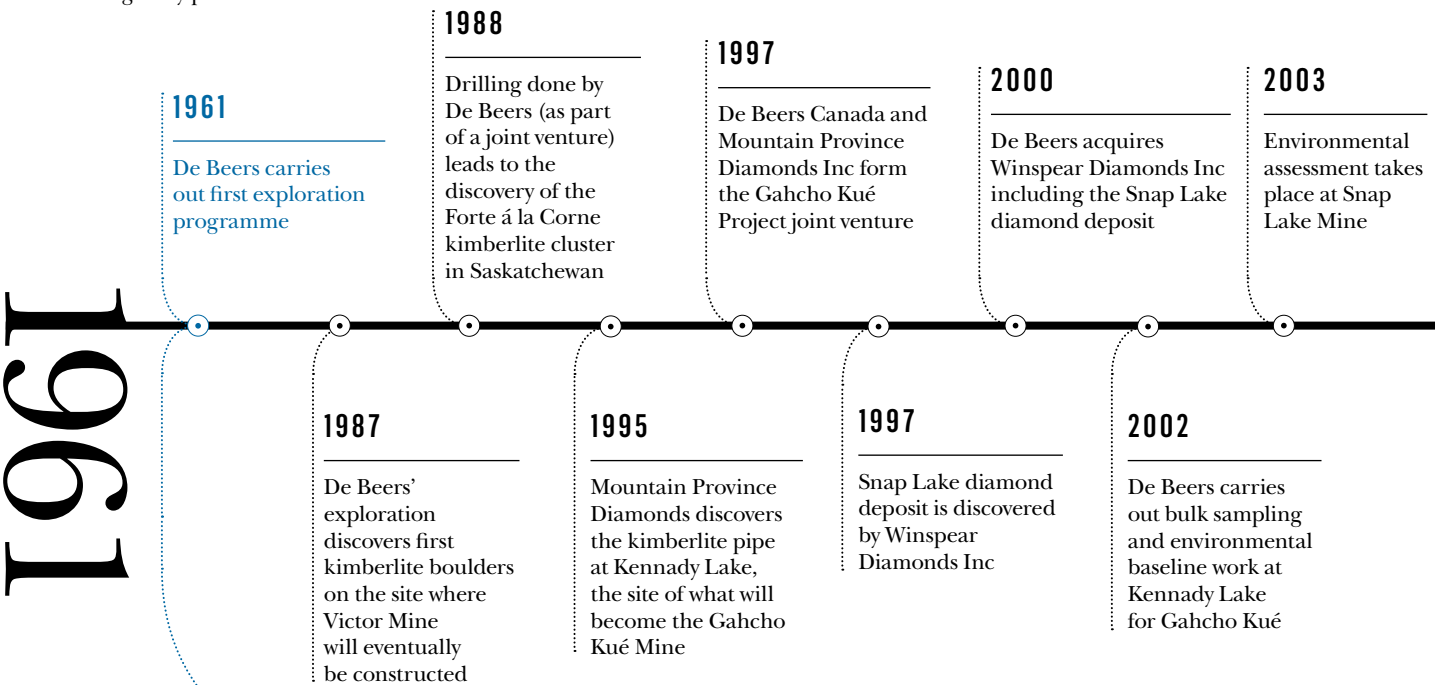 1988
Drilling done by
De Beers (as part
of a joint venture)
leads to the
discovery of the
Forte á la Corne
kimberlite cluster
in Saskatchewan
1997
De Beers Canada and
Mountain Province
Diamonds Inc form
the Gahcho Kué
Project joint venture
2000
De Beers acquires
Winspear Diamonds Inc
including the Snap Lake
diamond deposit
2003
Environmental
assessment takes
place at Snap
Lake Mine
1961
De Beers carries
out first exploration
programme
1961
1987
De Beers’
exploration
discovers first
kimberlite boulders
on the site where
Victor Mine
will eventually
be constructed
1995
Mountain Province
Diamonds discovers
the kimberlite pipe
at Kennady Lake,
the site of what will
become the Gahcho
Kué Mine
1997
Snap Lake diamond
deposit is discovered
by Winspear
Diamonds Inc
2002
De Beers carries
out bulk sampling
and environmental
baseline work at
Kennady Lake
for Gahcho Kué